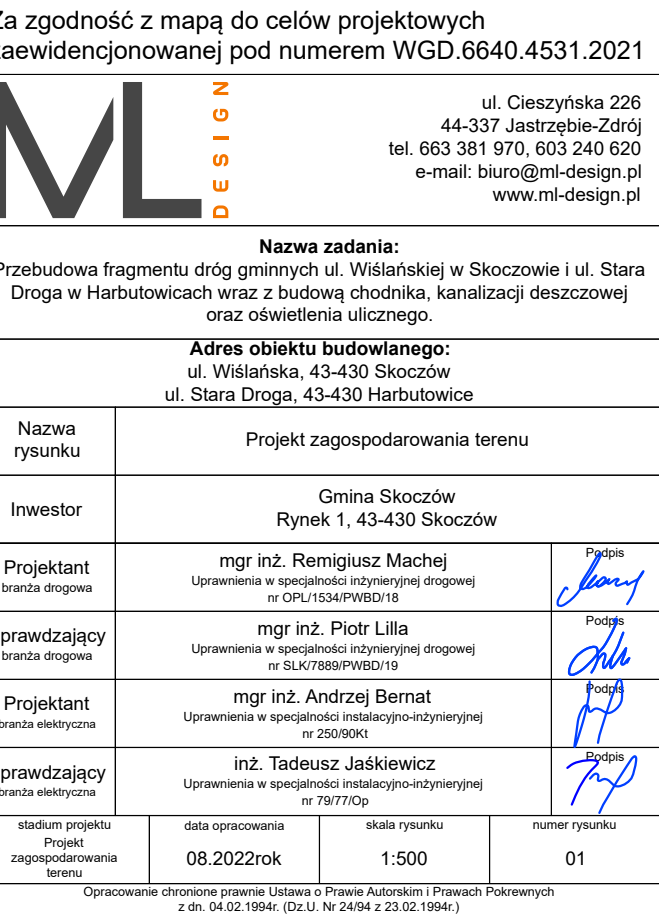 Za zgodność z mapą do celów projektowych
zaewidencjonowanej pod numerem WGD.6640.4531.2021
ML
DESIGN
ul. Cieszyńska 226
44-337 Jastrzębie-Zdrój
tel. 663 381 970, 603 240 620
e-mail: biuro@ml-design.pl
www.ml-design.pl
Nazwa zadania:
Przebudowa fragmentu dróg gminnych ul. Wiślańskiej w Skoczowie i ul. Stara
Droga w Harbutowicach wraz z budową chodnika, kanalizacji deszczowej
oraz oświetlenia ulicznego.
Adres obiektu budowlanego:
ul. Wiślańska, 43-430 Skoczów
ul. Stara Droga, 43-430 Harbutowice
Nazwa
rysunku
Projekt zagospodarowania terenu
Inwestor
Gmina Skoczów
Rynek 1, 43-430 Skoczów
Projektant
branża drogowa
mgr inż. Remigiusz Machej
Uprawnienia w specjalności inżynieryjnej drogowej
nr OPL/1534/PWBD/18
Podpis
prawdzający
branża drogowa
mgr inż. Piotr Lilla
Uprawnienia w specjalności inżynieryjnej drogowej
nr SLK/7889/PWBD/19
Podpis
Projektant
branża elektryczna
mgr inż. Andrzej Bernat
Uprawnienia w specjalności instalacyjno-inżynieryjnej
nr 250/90Kt
Podpis
prawdzający
branża elektryczna
inż. Tadeusz Jaśkiewicz
Uprawnienia w specjalności instalacyjno-inżynieryjnej
nr 79/77/Op
Podpis
stadium projektu
Projekt
zagospodarowania
terenu
data opracowania
08.2022rok
skala rysunku
1:500
numer rysunku
01
Opracowanie chronione prawnie Ustawa o Prawie Autorskim i Prawach Pokrewnych
z dn. 04.02.1994r. (Dz.U. Nr 24/94 z 23.02.1994r.)